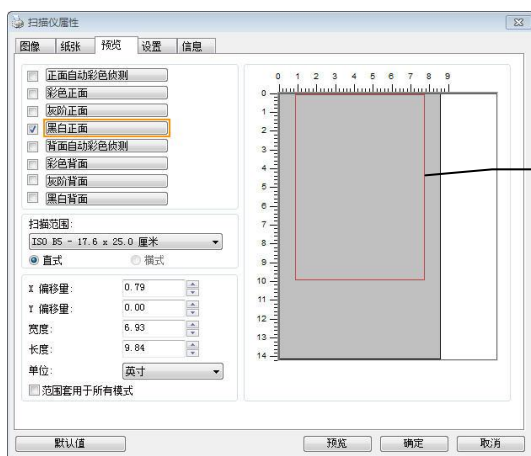 扫描仪属性
图像 纸张 预览 设置 信息
正面自动彩色侦测
彩色正面
灰阶正面
黑白正面
背面自动彩色侦测
彩色背面
灰阶背面
黑白背面
扫描范围:
ISO B5 - 17.6 x 25.0 厘米
直式 横式
X 偏移量: 0.79
Y 偏移量: 0.00
宽度: 6.93
长度: 9.84
单位: 英寸
范围套用于所有模式
0 1 2 3 4 5 6 7 8 9
0
1
2
3
4
5
6
7
8
9
10
11
12
13
14
默认值 预览 确定 取消